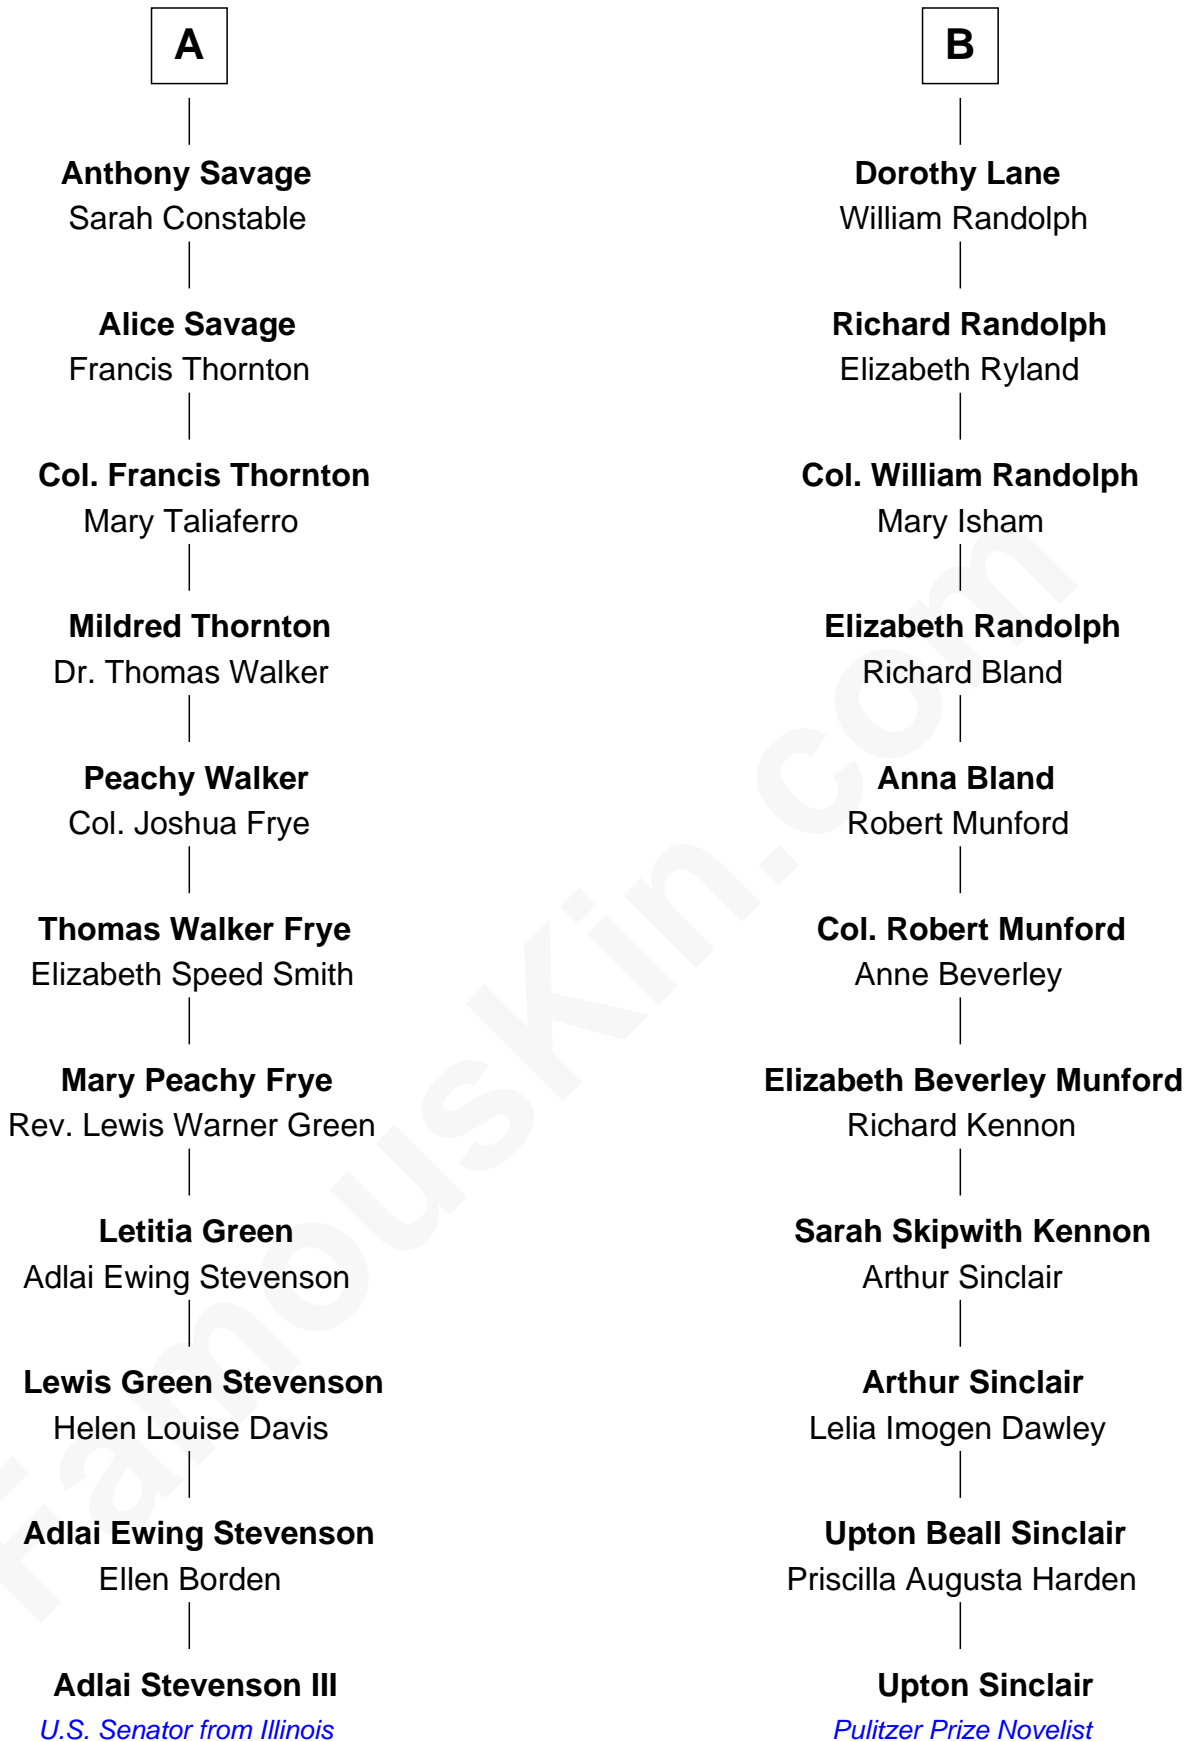 A
Anthony Savage
Sarah Constable
Alice Savage
Francis Thornton
Col. Francis Thornton
Mary Taliaferro
Mildred Thornton
Dr. Thomas Walker
Peachy Walker
Col. Joshua Frye
Thomas Walker Frye
Elizabeth Speed Smith
Mary Peachy Frye
Rev. Lewis Warner Green
Letitia Green
Adlai Ewing Stevenson
Lewis Green Stevenson
Helen Louise Davis
Adlai Ewing Stevenson
Ellen Borden
Adlai Stevenson III
U.S. Senator from Illinois
B
Dorothy Lane
William Randolph
Richard Randolph
Elizabeth Ryland
Col. William Randolph
Mary Isham
Elizabeth Randolph
Richard Bland
Anna Bland
Robert Munford
Col. Robert Munford
Anne Beverley
Elizabeth Beverley Munford
Richard Kennon
Sarah Skipwith Kennon
Arthur Sinclair
Arthur Sinclair
Lelia Imogen Dawley
Upton Beall Sinclair
Priscilla Augusta Harden
Upton Sinclair
Pulitzer Prize Novelist
FamousKin.com